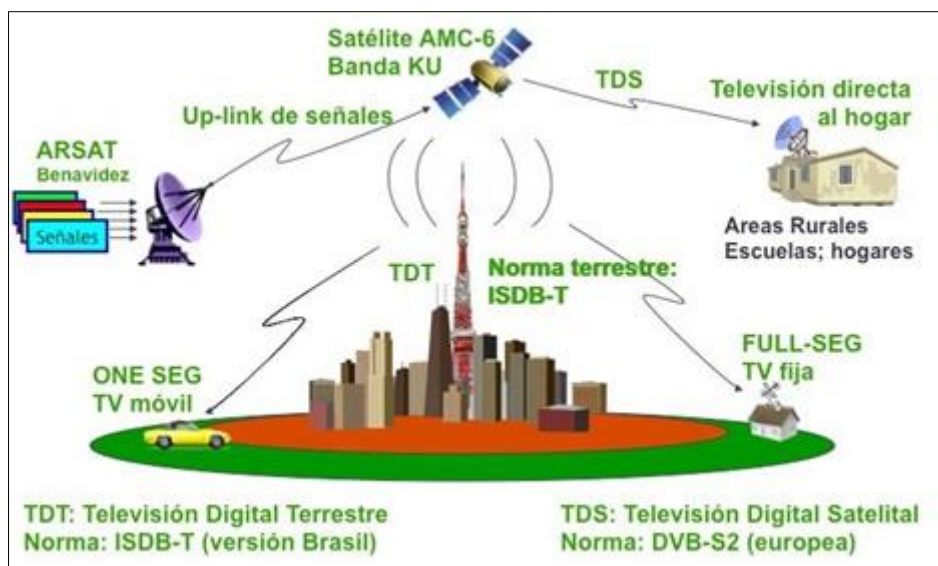 Satélite AMC-6
Banda KU
TDS
Televisión directa
al hogar
Up-link de señales
ARSAT
Benavidez
Señales
Areas Rurales
Escuelas; hogares
TDT
Norma terrestre:
ISDB-T
ONE SEG
TV móvil
FULL-SEG
TV fija
TDT: Televisión Digital Terrestre
Norma: ISDB-T (versión Brasil)
TDS: Televisión Digital Satelital
Norma: DVB-S2 (europea)